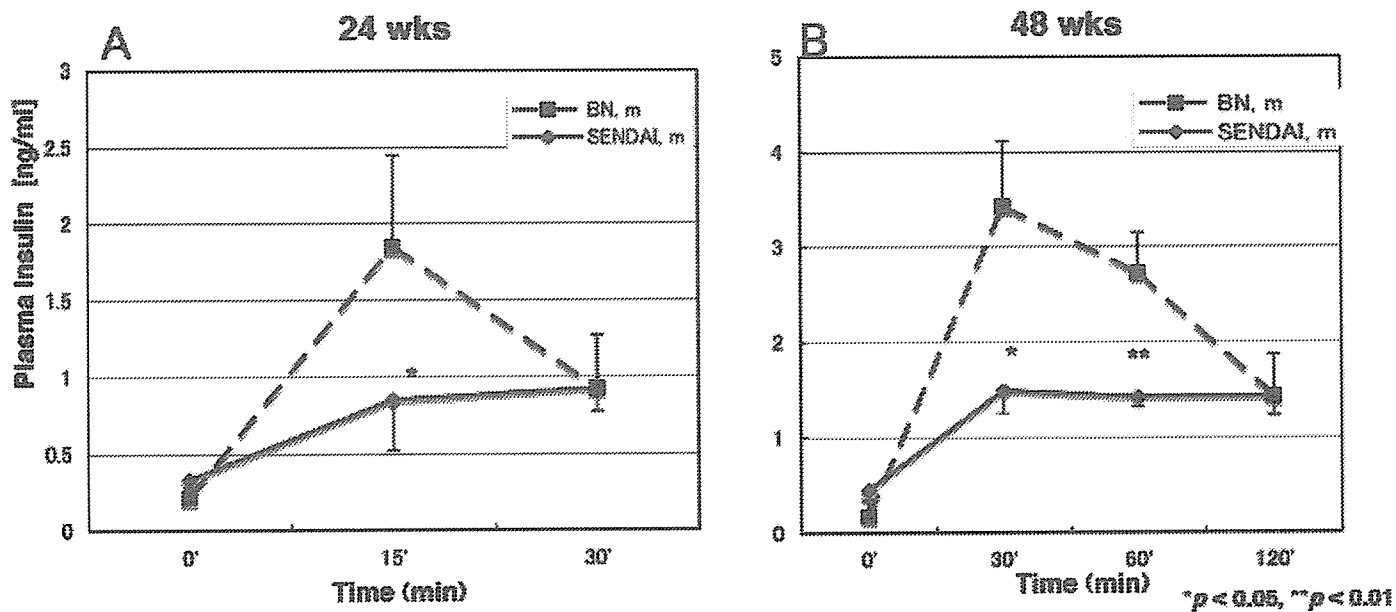 A
24 wks
Plasma Insulin [ng/ml]
3
2.5
2
1.5
1
0.5
0
BN, m
SENDAI, m
*
0' 15' 30'
Time (min)
B
48 wks
5
4
3
2
1
0
BN, m
SENDAI, m
* **
0' 30' 60' 120'
Time (min)
*p < 0.05, **p < 0.01